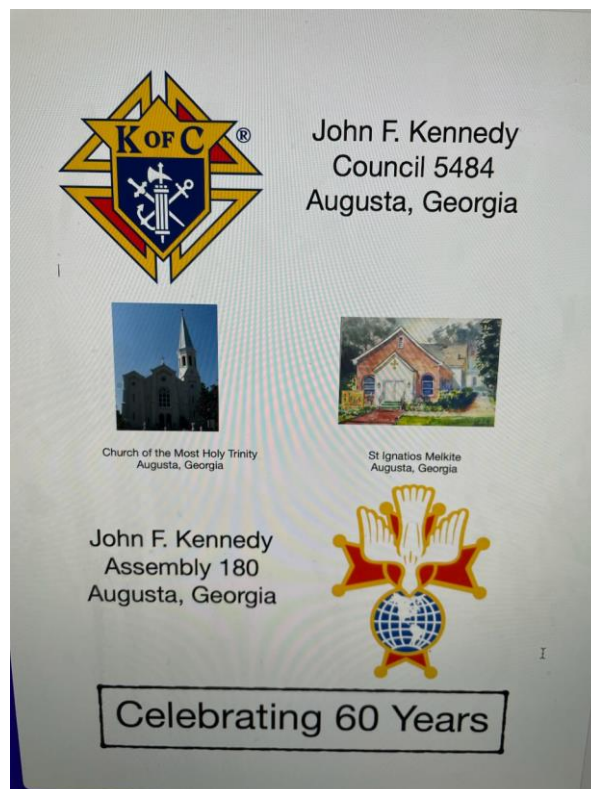 K OF C ®
John F. Kennedy
Council 5484
Augusta, Georgia
Church of the Most Holy Trinity
Augusta, Georgia
St Ignatios Melkite
Augusta, Georgia
John F. Kennedy
Assembly 180
Augusta, Georgia
Celebrating 60 Years